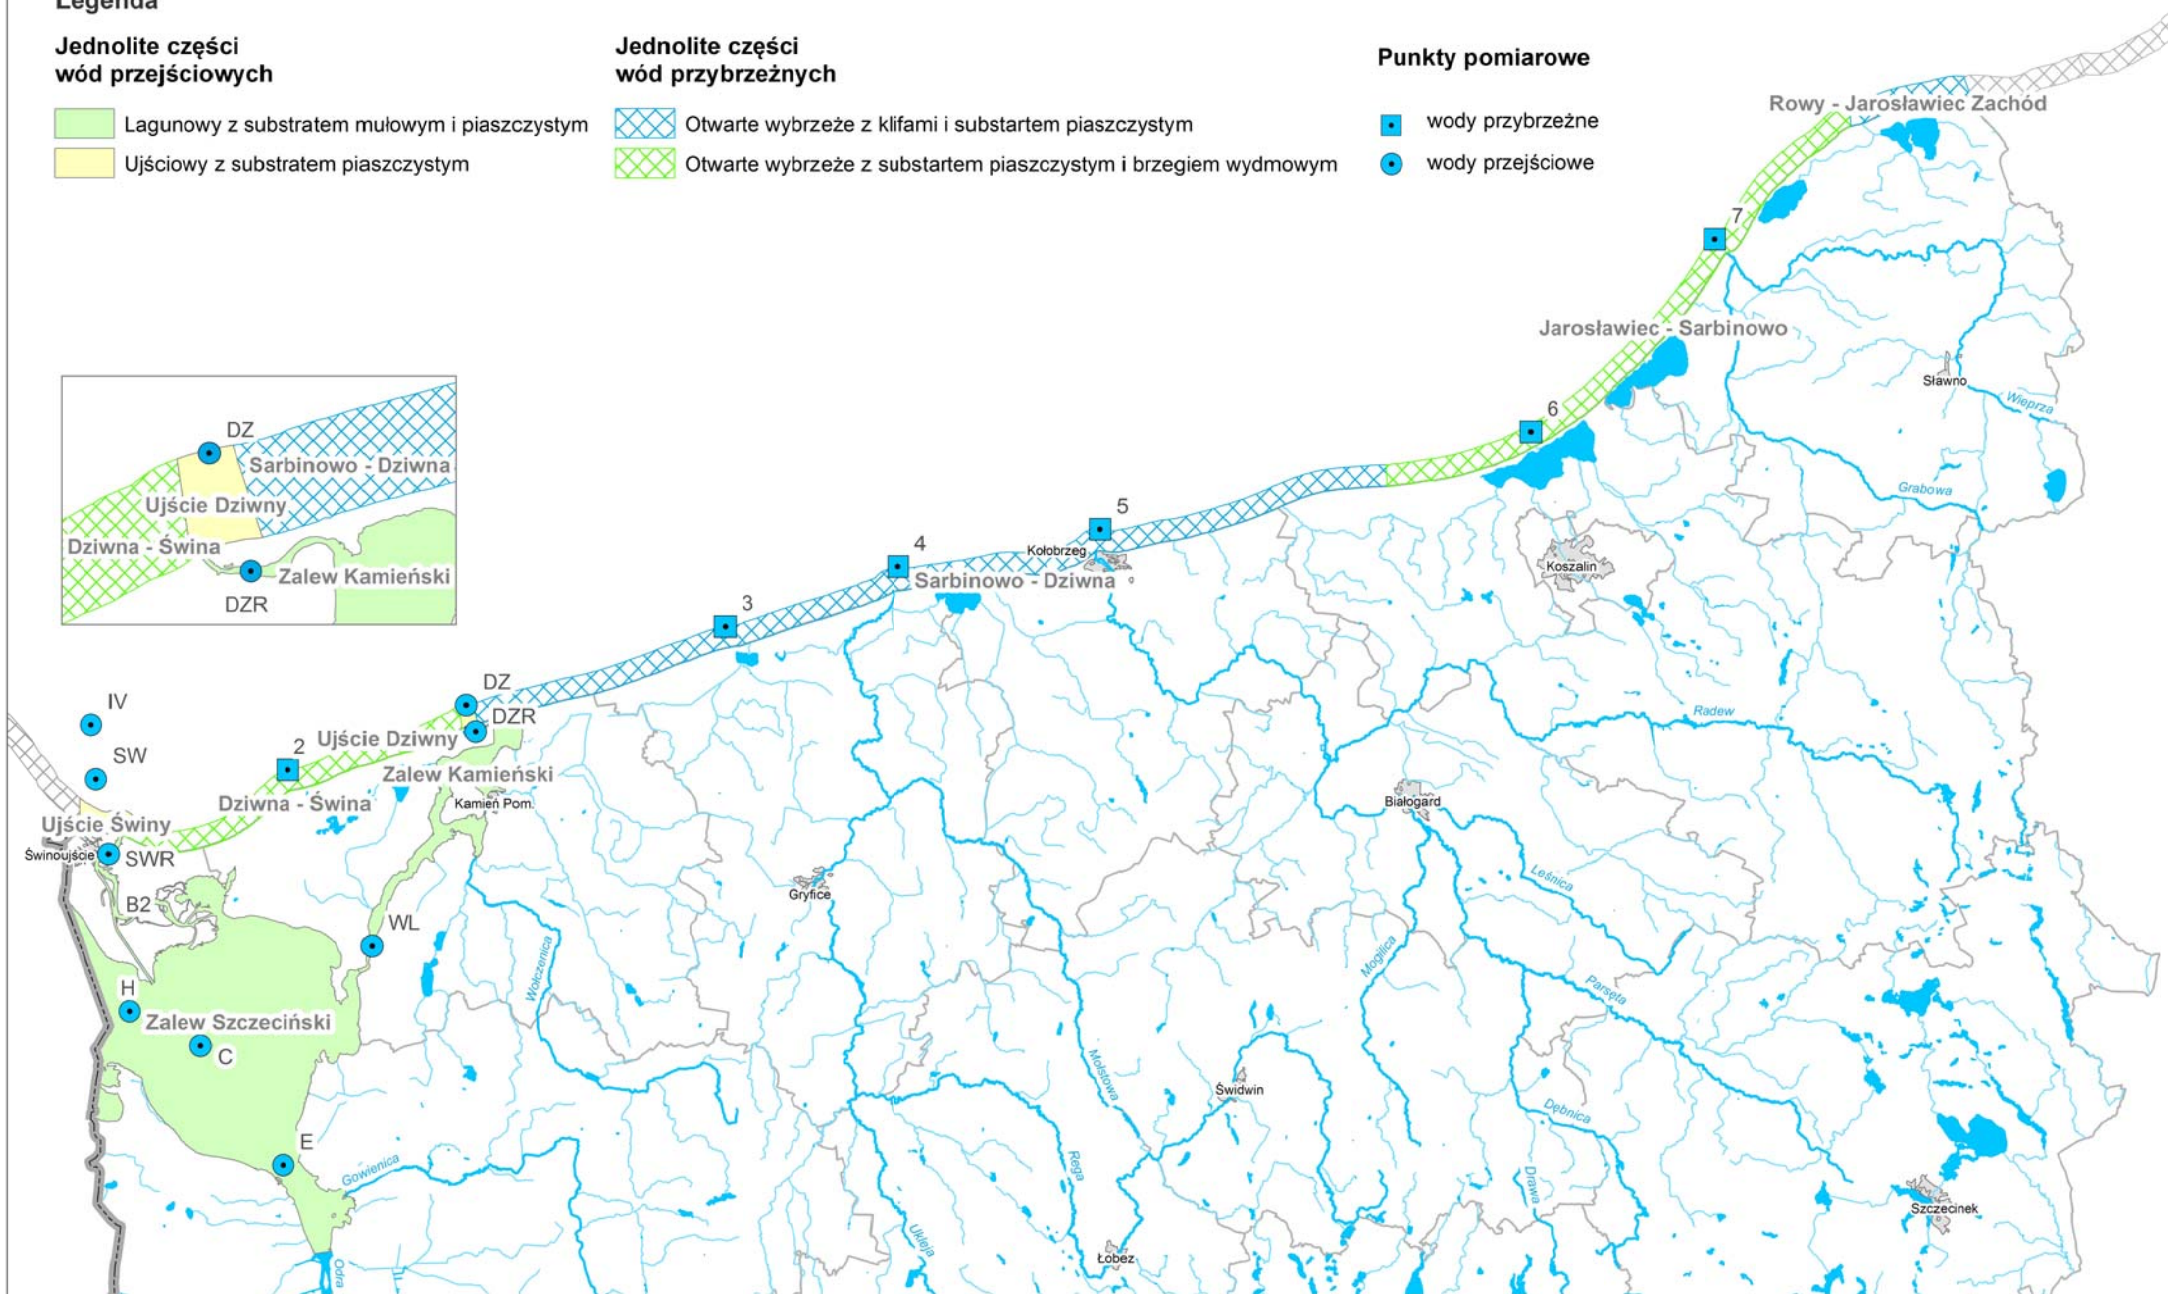 Legenda
Jednolite części
wód przejściowych
Lagunowy z substratem mułowym i piaszczystym
Ujściowy z substratem piaszczystym
Jednolite części
wód przybrzeżnych
Otwarte wybrzeże z klifami i substartem piaszczystym
Otwarte wybrzeże z substartem piaszczystym i brzegiem wydmowym
Punkty pomiarowe
wody przybrzeżne
wody przejściowe
Rowy - Jarosławiec Zachód
7
Jarosławiec - Sarbinowo
Sławno
Wieprza
6
Grabowa
DZ
Sarbinowo - Dziwna
Ujście Dziwny
Dziwna - Świna
Zalew Kamieński
DZR
5
Kołobrzeg
4
Sarbinowo - Dziwna
Koszalin
3
DZ
DZR
IV
SW
2
Ujście Dziwny
Zalew Kamieński
Dziwna - Świna
Kamień Pom.
Radew
Białogard
Ujście Świny
Świnoujście
SWR
B2
WL
Gryfice
Leśnica
Wołczenica
Mogilica
Parsęta
H
Zalew Szczeciński
C
Mołstowa
Świdwin
Dębnica
E
Gowienica
Rega
Drawa
Szczecinek
Ukleja
Łobez
Odra